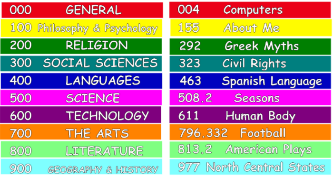 000 GENERAL
100 Philosophy & Psychology
200 RELIGION
300 SOCIAL SCIENCES
400 LANGUAGES
500 SCIENCE
600 TECHNOLOGY
700 THE ARTS
800 LITERATURE
900 GEOGRAPHY & HISTORY
004 Computers
155 About Me
292 Greek Myths
323 Civil Rights
463 Spanish Language
508.2 Seasons
611 Human Body
796.332 Football
813.2 American Plays
977 North Central States